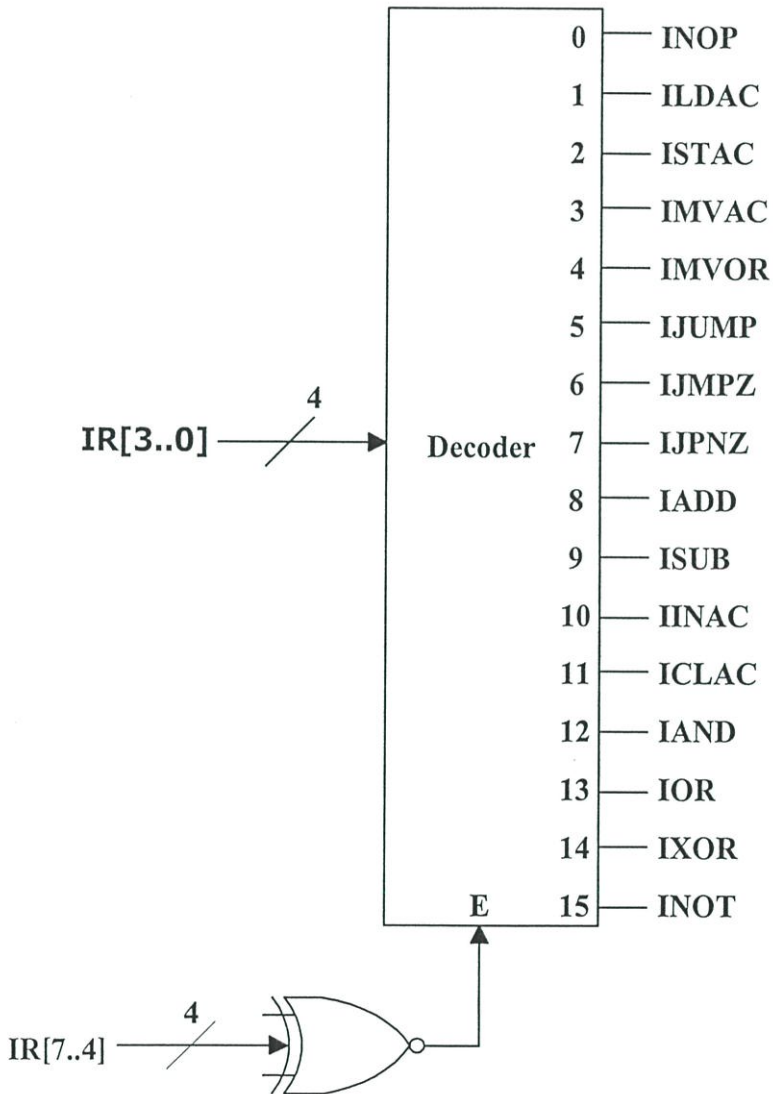 0 INOP
1 ILDAC
2 ISTAC
3 IMVAC
4 IMVOR
5 IJUMP
4
6 IJMPZ
IR[3..0]
Decoder
7 IJPNZ
8 IADD
9 ISUB
10 IINAC
11 ICLAC
12 IAND
13 IOR
14 IXOR
E
15 INOT
4
IR[7..4]